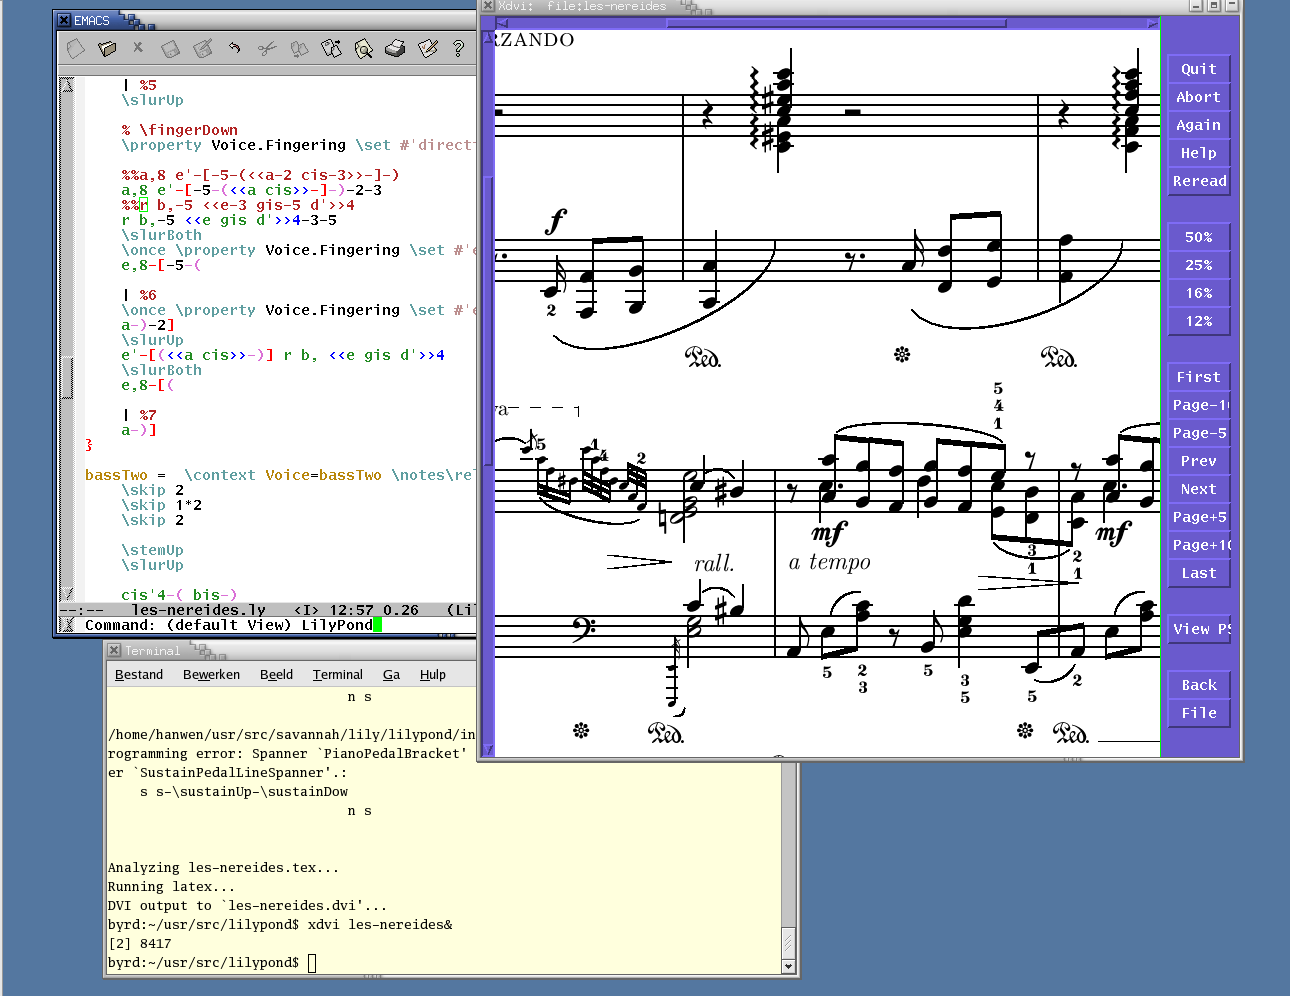 EMACS
| %5
\slurUp
% \fingerDown
\property Voice.Fingering \set #'directi
%%a,8 e'-[-5-(<<a-2 cis-3>>-]-)
a,8 e'-[-5-(<<a cis>>-]-)-2-3
%%r b,-5 <<e-3 gis-5 d'>>4
r b,-5 <<e gis d'>>4-3-5
\slurBoth
\once \property Voice.Fingering \set #'d
e,8-[-5-(
| %6
\once \property Voice.Fingering \set #'d
a-)-2]
\slurUp
e'-[(<<a cis>>-)] r b, <<e gis d'>>4
\slurBoth
e,8-[(
| %7
a-)]
}
bassTwo =  \context Voice=bassTwo \notes\rel
\skip 2
\skip 1*2
\skip 2
\stemUp
\slurUp
cis'4-( bis-)
--:--   les-nereides.ly   <I> 12:57 0.26   (Lil
Command: (default View) LilyPond
Xdvi:  file:les-nereides
RZANDO
f
2
Ped.
Ped.
va
5
4
1
5
1
4
2
mf
mf
rall.
a tempo
3
1
2
1
5
2
3
5
3
5
5
2
Ped.
Ped.
Quit
Abort
Again
Help
Reread
50%
25%
16%
12%
First
Page-10
Page-5
Prev
Next
Page+5
Page+10
Last
View PS
Back
File
Terminal
Bestand Bewerken Beeld Terminal Ga Hulp
n s
/home/hanwen/usr/src/savannah/lily/lilypond/in
rogramming error: Spanner `PianoPedalBracket'
er `SustainPedalLineSpanner'.:
s s-\sustainUp-\sustainDow
n s
Analyzing les-nereides.tex...
Running latex...
DVI output to `les-nereides.dvi'...
byrd:~/usr/src/lilypond$ xdvi les-nereides&
[2] 8417
byrd:~/usr/src/lilypond$